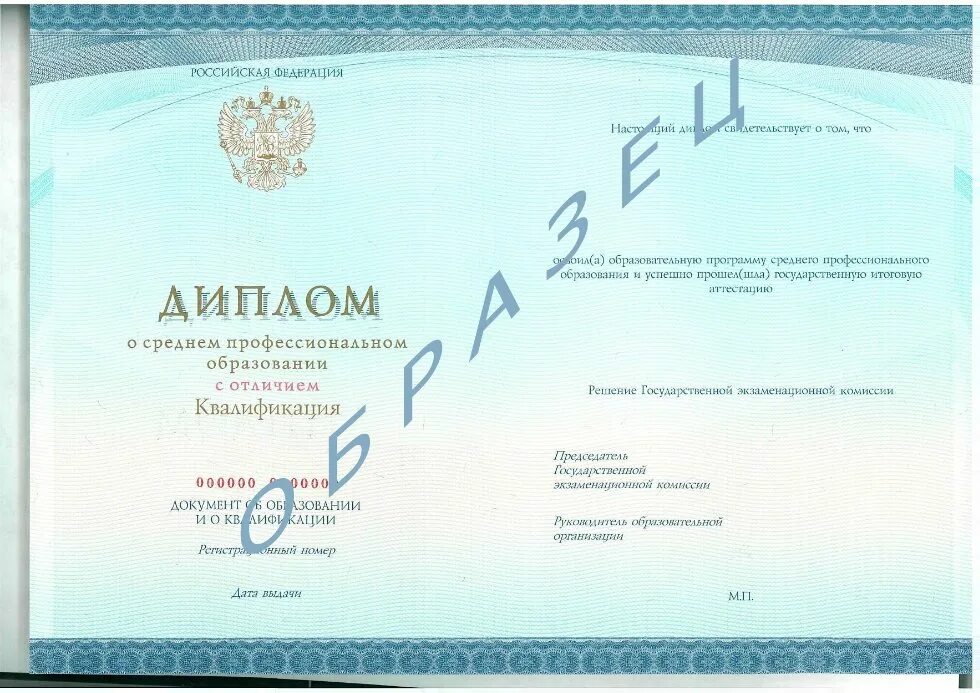 РОССИЙСКАЯ ФЕДЕРАЦИЯ
ДИПЛОМ
о среднем профессиональном
образовании
с отличием
Квалификация
000000 0000000
ДОКУМЕНТ ОБ ОБРАЗОВАНИИ
И О КВАЛИФИКАЦИИ
Регистрационный номер
Дата выдачи
Настоящий диплом свидетельствует о том, что
освоил(а) образовательную программу среднего профессионального
образования и успешно прошел(шла) государственную итоговую
аттестацию
Решение Государственной экзаменационной комиссии
Председатель
Государственной
экзаменационной комиссии
Руководитель образовательной
организации
М.П.
ОБРАЗЕЦ